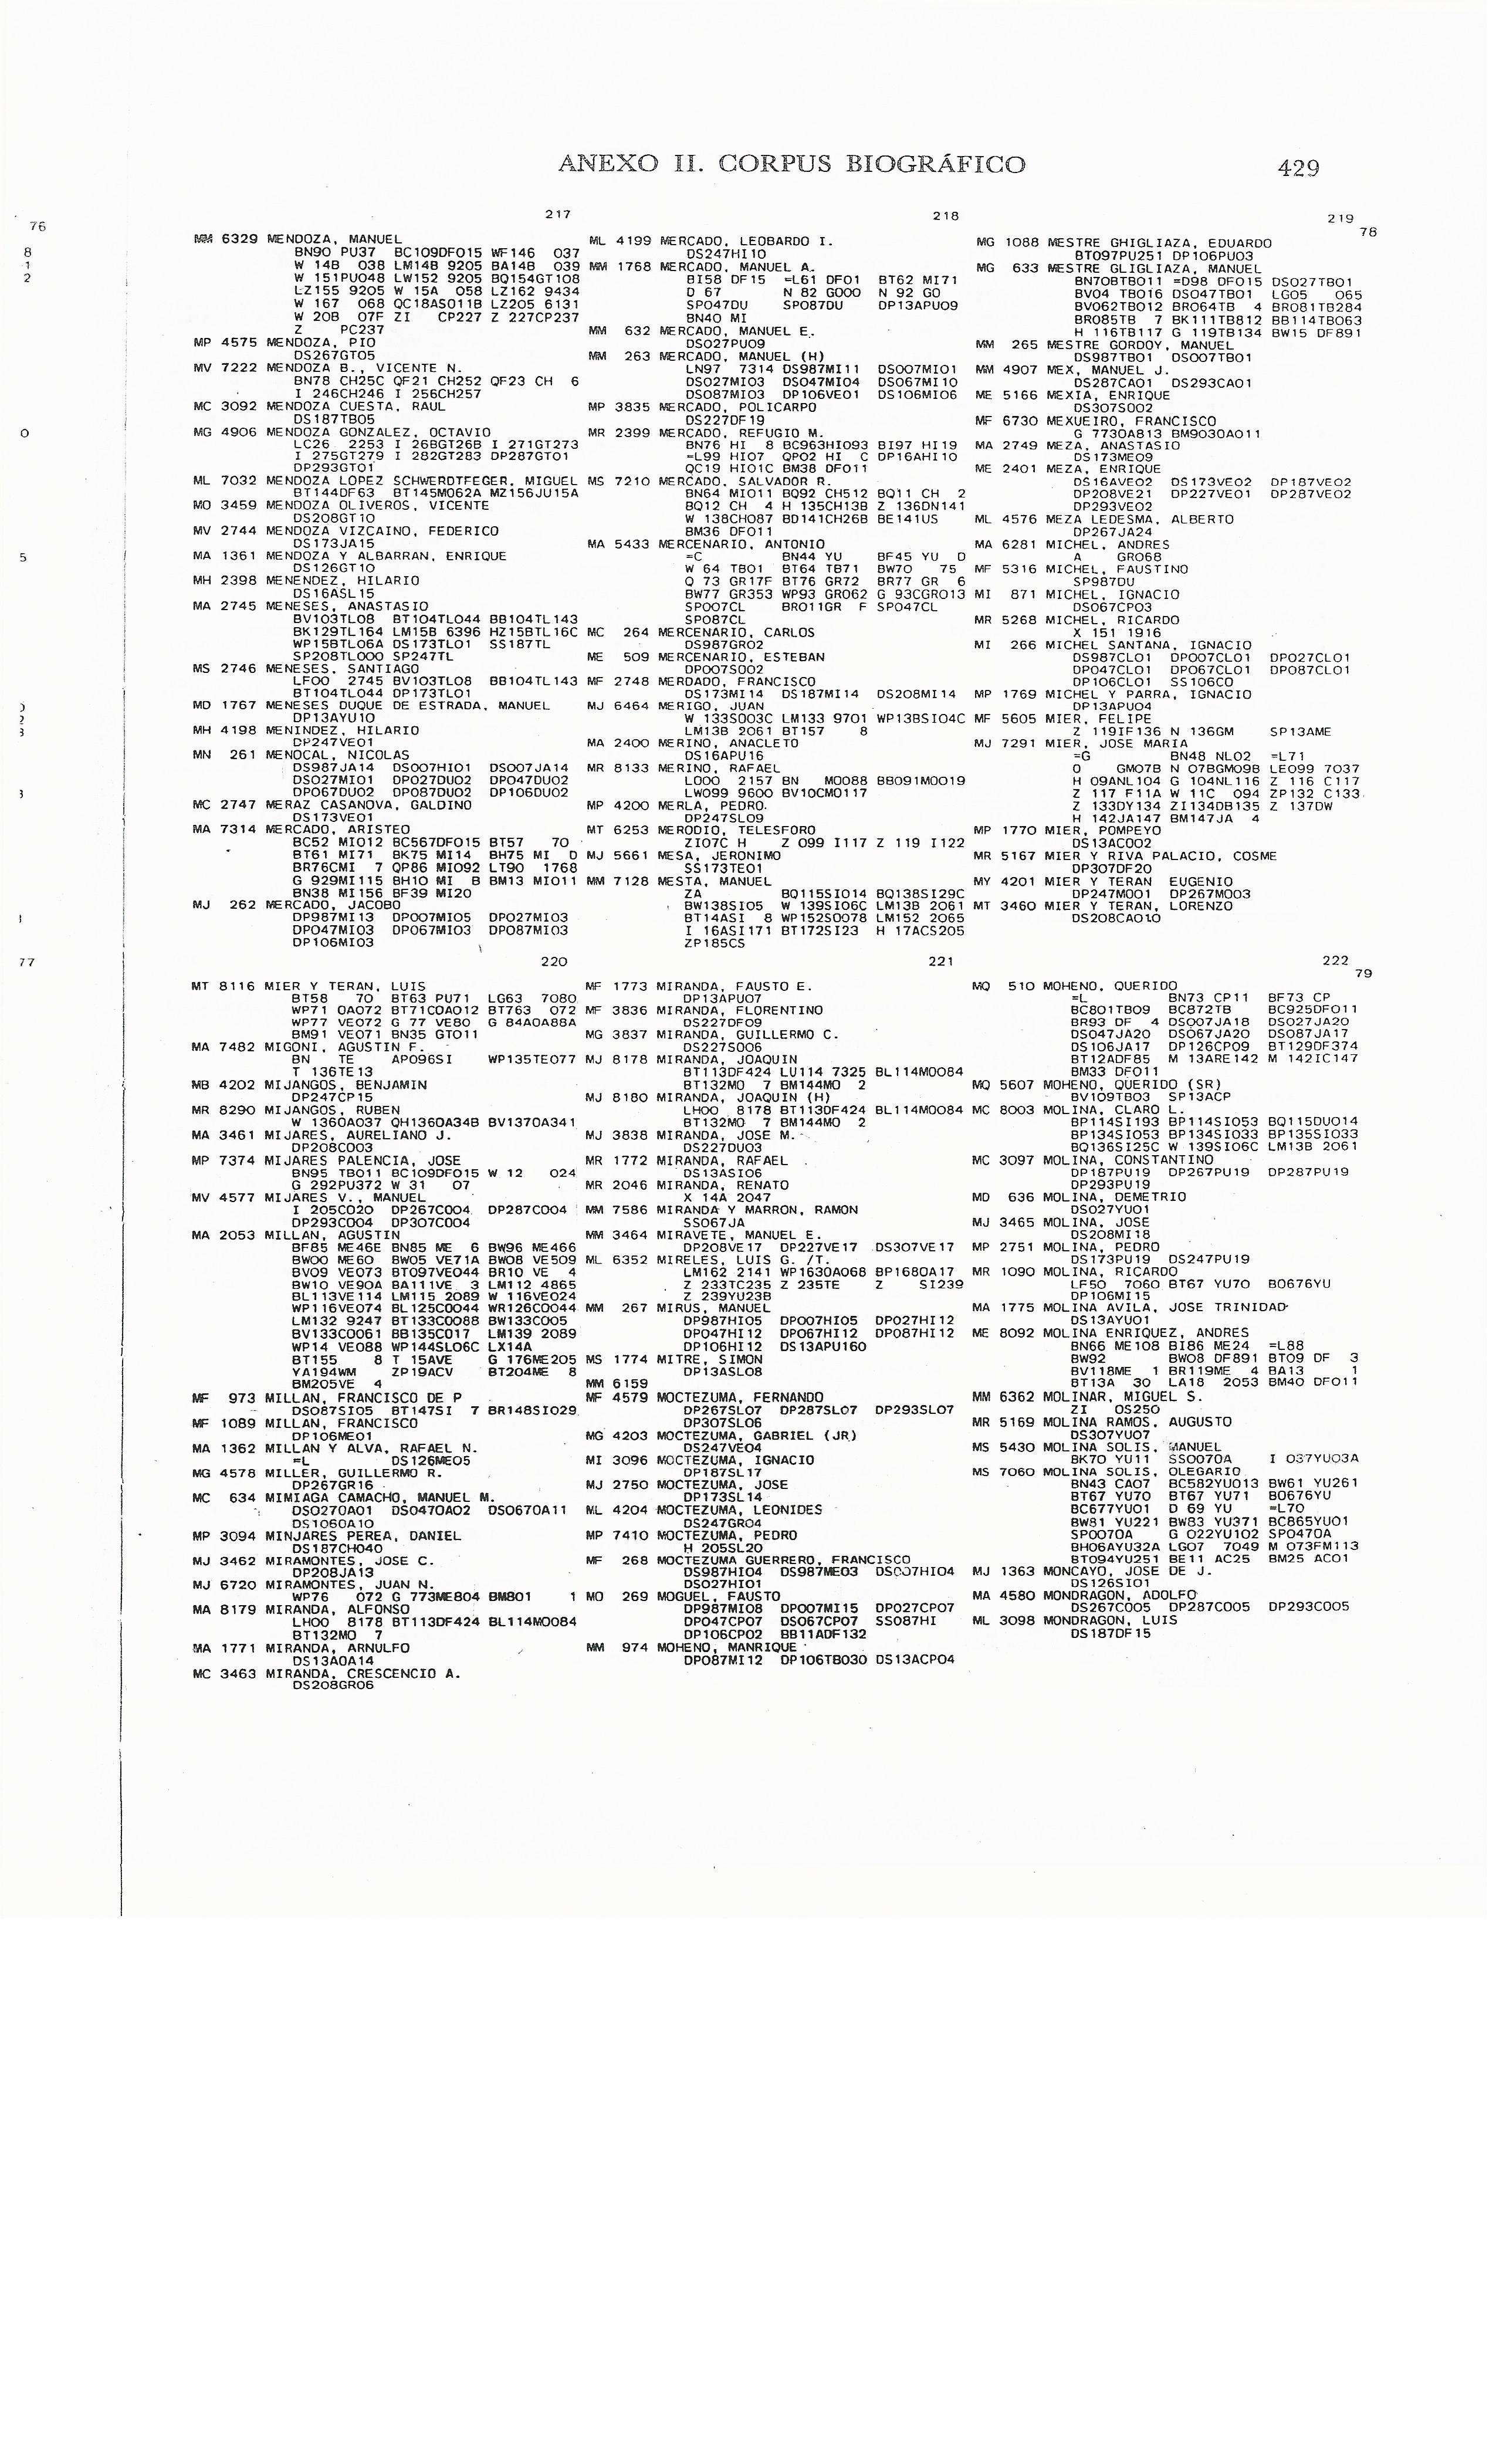 ANEXO II. CORPUS BIOGRÁFICO 429
217
MM 6329 MENDOZA, MANUEL
BN90 PU37 BC109DF015 WF146 037
W 14B 038 LM14B 9205 BA14B 039
W 151PU048 LW152 9205 BQ154GT108
LZ155 9205 W 15A 058 LZ162 9434
W 167 068 QC18AS011B LZ205 6131
W 20B 07F ZI CP227 Z 227CP237
Z PC237
MP 4575 MENDOZA, PIO
DS267GT05
MV 7222 MENDOZA B., VICENTE N.
BN78 CH25C QF21 CH252 QF23 CH 6
I 246CH246 I 256CH257
MC 3092 MENDOZA CUESTA, RAUL
DS187TB05
MG 4906 MENDOZA GONZALEZ, OCTAVIO
LC26 2253 I 26BGT26B I 271GT273
I 275GT279 I 282GT283 DP287GT01
DP293GT01
ML 7032 MENDOZA LOPEZ SCHWERDTFEGER, MIGUEL
BT144DF63 BT145M062A MZ156JU15A
MO 3459 MENDOZA OLIVEROS, VICENTE
DS208GT10
MV 2744 MENDOZA VIZCAINO, FEDERICO
DS173JA15
MA 1361 MENDOZA Y ALBARRAN, ENRIQUE
DS126GT10
MH 2398 MENENDEZ, HILARIO
DS16ASL15
MA 2745 MENESES, ANASTASIO
BV103TL08 BT104TL044 BB104TL143
BK129TL164 LM15B 6396 HZ15BTL16C
WP15BTL06A DS173TL01 SS187TL
SP208TL000 SP247TL
MS 2746 MENESES, SANTIAGO
LF00 2745 BV103TL08 BB104TL143
BT104TL044 DP173TL01
MD 1767 MENESES DUQUE DE ESTRADA, MANUEL
DP13AYU10
MH 4198 MENINDEZ, HILARIO
DP247VE01
MN 261 MENOCAL, NICOLAS
DS987JA14 DS007HI01 DS007JA14
DS027MI01 DP027DU02 DP047DU02
DP067DU02 DP087DU02 DP106DU02
MC 2747 MERAZ CASANOVA, GALDINO
DS173VE01
MA 7314 MERCADO, ARISTEO
BC52 MI012 BC567DF015 BT57 70
BT61 MI71 BK75 MI14 BH75 MI D
BR76CMI 7 QP86 MI092 LT90 1768
G 929MI115 BH10 MI B BM13 MI011
BN38 MI156 BF39 MI20
MJ 262 MERCADO, JACOBO
DP987MI13 DP007MI05 DP027MI03
DP047MI03 DP067MI03 DP087MI03
DP106MI03
218
ML 4199 MERCADO, LEOBARDO I.
DS247HI10
MM 1768 MERCADO, MANUEL A.
BI58 DF15 =L61 DF01 BT62 MI71
D 67 N 82 G000 N 92 GO
SP047DU SP087DU DP13APU09
BN40 MI
MM 632 MERCADO, MANUEL E.
DS027PU09
MM 263 MERCADO, MANUEL (H)
LN97 7314 DS987MI11 DS007MI01
DS027MI03 DS047MI04 DS067MI10
DS087MI03 DP106VE01 DS106MI06
MP 3835 MERCADO, POLICARPO
DS227DF19
MR 2399 MERCADO, REFUGIO M.
BN76 HI 8 BC963HI093 BI97 HI19
=L99 HI07 QP02 HI C DP16AHI10
QC19 HI01C BM38 DF011
MS 7210 MERCADO, SALVADOR R.
BN64 MI011 BQ92 CH512 BQ11 CH 2
BQ12 CH 4 H 135CH13B Z 136DN141
W 138CH087 BD141CH26B BE141US
BM36 DF011
MA 5433 MERCENARIO, ANTONIO
=C BN44 YU BF45 YU D
W 64 TB01 BT64 TB71 BW70 75
Q 73 GR17F BT76 GR72 BR77 GR 6
BW77 GR353 WP93 GR062 G 93CGR013
SP007CL BR011GR F SP047CL
SP087CL
MC 264 MERCENARIO, CARLOS
DS987GR02
ME 509 MERCENARIO, ESTEBAN
DP007S002
MF 2748 MERDADO, FRANCISCO
DS173MI14 DS187MI14 DS208MI14
MJ 6464 MERIGO, JUAN
W 133S003C LM133 9701 WP13BSI04C
LM13B 2061 BT157 8
MA 2400 MERINO, ANACLETO
DS16APU16
MR 8133 MERINO, RAFAEL
L000 2157 BN M0088 BB091M0019
LW099 9600 BV10CM0117
MP 4200 MERLA, PEDRO.
DP247SL09
MT 6253 MERODIO, TELESFORO
ZI07C H Z 099 I117 Z 119 I122
MJ 5661 MESA, JERONIMO
SS173TE01
MM 7128 MESTA, MANUEL
ZA BQ115SI014 BQ138SI29C
BW138SI05 W 139SI06C LM13B 2061
BT14ASI 8 WP152S0078 LM152 2065
I 16ASI171 BT172SI23 H 17ACS205
ZP185CS
219
78
MG 1088 MESTRE GHIGLIAZA, EDUARDO
BT097PU251 DP106PU03
MG 633 MESTRE GLIGLIAZA, MANUEL
BN70BTB011 =D98 DF015 DS027TB01
BV04 TB016 DS047TB01 LG05 065
BV062TB012 BR064TB 4 BR081TB284
BR085TB 7 BK111TB812 BB114TB063
H 116TB117 G 119TB134 BW15 DF891
MM 265 MESTRE GORDOY, MANUEL
DS987TB01 DS007TB01
MM 4907 MEX, MANUEL J.
DS287CA01 DS293CA01
ME 5166 MEXIA, ENRIQUE
DS307S002
MF 6730 MEXUEIRO, FRANCISCO
G 7730A813 BM9030A011
MA 2749 MEZA, ANASTASIO
DS173ME09
ME 2401 MEZA, ENRIQUE
DS16AVE02 DS173VE02 DP187VE02
DP208VE21 DP227VE01 DP287VE02
DP293VE02
ML 4576 MEZA LEDESMA, ALBERTO
DP267JA24
MA 6281 MICHEL, ANDRES
A GR068
MF 5316 MICHEL, FAUSTINO
SP987DU
MI 871 MICHEL, IGNACIO
DS067CP03
MR 5268 MICHEL, RICARDO
X 151 1916
MI 266 MICHEL SANTANA, IGNACIO
DS987CL01 DP007CL01 DP027CL01
DP047CL01 DP067CL01 DP087CL01
DP106CL01 SS106CO
MP 1769 MICHEL Y PARRA, IGNACIO
DP13APU04
MF 5605 MIER, FELIPE
Z 119IF136 N 136GM SP13AME
MJ 7291 MIER, JOSE MARIA
=G BN48 NL02 =L71
O GM07B N 07BGM09B LE099 7037
H 09ANL104 G 104NL116 Z 116 C117
Z 117 F11A W 11C 094 ZP132 C133
Z 133DY134 ZI134DB135 Z 137DW
H 142JA147 BM147JA 4
MP 1770 MIER, POMPEYO
DS13AC002
MR 5167 MIER Y RIVA PALACIO, COSME
DP307DF20
MY 4201 MIER Y TERAN EUGENIO
DP247M001 DP267M003
MT 3460 MIER Y TERAN, LORENZO
DS208CA010
220
MT 8116 MIER Y TERAN, LUIS
BT58 70 BT63 PU71 LG63 7080
WP71 0A072 BT71C0A012 BT763 072
WP77 VE072 G 77 VE80 G 84A0A88A
BM91 VE071 BN35 GT011
MA 7482 MIGONI, AGUSTIN F.
BN TE AP096SI WP135TE077
T 136TE13
MB 4202 MIJANGOS, BENJAMIN
DP247CP15
MR 8290 MIJANGOS, RUBEN
W 1360A037 QH1360A34B BV1370A341
MA 3461 MIJARES, AURELIANO J.
DP208C003
MP 7374 MIJARES PALENCIA, JOSE
BN95 TB011 BC109DF015 W 12 024
G 292PU372 W 31 07
MV 4577 MIJARES V., MANUEL
I 205C020 DP267C004 DP287C004
DP293C004 DP307C004
MA 2053 MILLAN, AGUSTIN
BF85 ME46E BN85 ME 6 BW96 ME466
BW00 ME60 BW05 VE71A BW08 VE509
BV09 VE073 BT097VE044 BR10 VE 4
BW10 VE90A BA111VE 3 LM112 4865
BL113VE114 LM115 2089 W 116VE024
WP116VE074 BL125C0044 WR126C0044
LM132 9247 BT133C0088 BW133C005
BV133C0061 BB135C017 LM139 2089
WP14 VE088 WP144SL06C LX14A
BT155 8 T 15AVE G 176ME205
YA194WM ZP19ACV BT204ME 8
BM205VE 4
MF 973 MILLAN, FRANCISCO DE P
DS087SI05 BT147SI 7 BR148SI029
MF 1089 MILLAN, FRANCISCO
DP106ME01
MA 1362 MILLAN Y ALVA, RAFAEL N.
=L DS126ME05
MG 4578 MILLER, GUILLERMO R.
DP267GR16
MC 634 MIMIAGA CAMACHO, MANUEL M.
DS0270A01 DS0470A02 DS0670A11
DS1060A10
MP 3094 MINJARES PEREA, DANIEL
DS187CH040
MJ 3462 MIRAMONTES, JOSE C.
DP208JA13
MJ 6720 MIRAMONTES, JUAN N.
WP76 072 G 773ME804 BM801 1
MA 8179 MIRANDA, ALFONSO
LH00 8178 BT113DF424 BL114M0084
BT132MO 7
MA 1771 MIRANDA, ARNULFO
DS13A0A14
MC 3463 MIRANDA, CRESCENCIO A.
DS208GR06
221
MF 1773 MIRANDA, FAUSTO E.
DP13APU07
MF 3836 MIRANDA, FLORENTINO
DS227DF09
MG 3837 MIRANDA, GUILLERMO C.
DS227S006
MJ 8178 MIRANDA, JOAQUIN
BT113DF424 LU114 7325 BL114M0084
BT132MO 7 BM144MO 2
MJ 8180 MIRANDA, JOAQUIN (H)
LH00 8178 BT113DF424 BL114M0084
BT132MO 7 BM144MO 2
MJ 3838 MIRANDA, JOSE M.
DS227DU03
MR 1772 MIRANDA, RAFAEL
DS13ASI06
MR 2046 MIRANDA, RENATO
X 14A 2047
MM 7586 MIRANDA Y MARRON, RAMON
SS067JA
MM 3464 MIRAVETE, MANUEL E.
DP208VE17 DP227VE17 DS307VE17
ML 6352 MIRELES, LUIS G. /T.
LM162 2141 WP1630A068 BP1680A17
Z 233TC235 Z 235TE Z SI239
Z 239YU23B
MM 267 MIRUS, MANUEL
DP987HI05 DP007HI05 DP027HI12
DP047HI12 DP067HI12 DP087HI12
DP106HI12 DS13APU160
MS 1774 MITRE, SIMON
DP13ASL08
MM 6159
MF 4579 MOCTEZUMA, FERNANDO
DP267SL07 DP287SL07 DP293SL07
DP307SL06
MG 4203 MOCTEZUMA, GABRIEL (JR)
DS247VE04
MI 3096 MOCTEZUMA, IGNACIO
DP187SL17
MJ 2750 MOCTEZUMA, JOSE
DP173SL14
ML 4204 MOCTEZUMA, LEONIDES
DS247GR04
MP 7410 MOCTEZUMA, PEDRO
H 205SL20
MF 268 MOCTEZUMA GUERRERO, FRANCISCO
DS987HI04 DS987ME03 DS007HI04
DS027HI01
MO 269 MOGUEL, FAUSTO
DP987MI08 DP007MI15 DP027CP07
DP047CP07 DS067CP07 SS087HI
DP106CP02 BB11ADF132
MM 974 MOHENO, MANRIQUE
DP087MI12 DP106TB030 DS13ACP04
222
79
MQ 510 MOHENO, QUERIDO
=L BN73 CP11 BF73 CP
BC801TB09 BC872TB BC925DF011
BR93 DF 4 DS007JA18 DS027JA20
DS047JA20 DS067JA20 DS087JA17
DS106JA17 DP126CP09 BT129DF374
BT12ADF85 M 13ARE142 M 142IC147
BM33 DF011
MQ 5607 MOHENO, QUERIDO (SR)
BV109TB03 SP13ACP
MC 8003 MOLINA, CLARO L.
BP114SI193 BP114SI053 BQ115DU014
BP134SI053 BP134SI033 BP135SI033
BQ136SI25C W 139SI06C LM13B 2061
MC 3097 MOLINA, CONSTANTINO
DP187PU19 DP267PU19 DP287PU19
DP293PU19
MD 636 MOLINA, DEMETRIO
DS027YU01
MJ 3465 MOLINA, JOSE
DS208MI18
MP 2751 MOLINA, PEDRO
DS173PU19 DS247PU19
MR 1090 MOLINA, RICARDO
LF50 7060 BT67 YU70 B0676YU
DP106MI15
MA 1775 MOLINA AVILA, JOSE TRINIDAD
DS13AYU01
ME 8092 MOLINA ENRIQUEZ, ANDRES
BN66 ME108 BI86 ME24 =L88
BW92 BW08 DF891 BT09 DF 3
BV118ME 1 BR119ME 4 BA13 1
BT13A 30 LA18 2053 BM40 DF011
MM 6362 MOLINAR, MIGUEL S.
ZI OS250
MR 5169 MOLINA RAMOS, AUGUSTO
DS307YU07
MS 5430 MOLINA SOLIS, MANUEL
BK70 YU11 SS0070A I 037YU03A
MS 7060 MOLINA SOLIS, OLEGARIO
BN43 CA07 BC582YU013 BW61 YU261
BT67 YU70 BT67 YU71 B0676YU
BC677YU01 D 69 YU =L70
BW81 YU221 BW83 YU371 BC865YU01
SP0070A G 022YU102 SP0470A
BH06AYU32A LG07 7049 M 073FM113
BT094YU251 BE11 AC25 BM25 AC01
MJ 1363 MONCAYO, JOSE DE J.
DS126SI01
MA 4580 MONDRAGON, ADOLFO
DS267C005 DP287C005 DP293C005
ML 3098 MONDRAGON, LUIS
DS187DF15
76
8
1
2
0
5
77